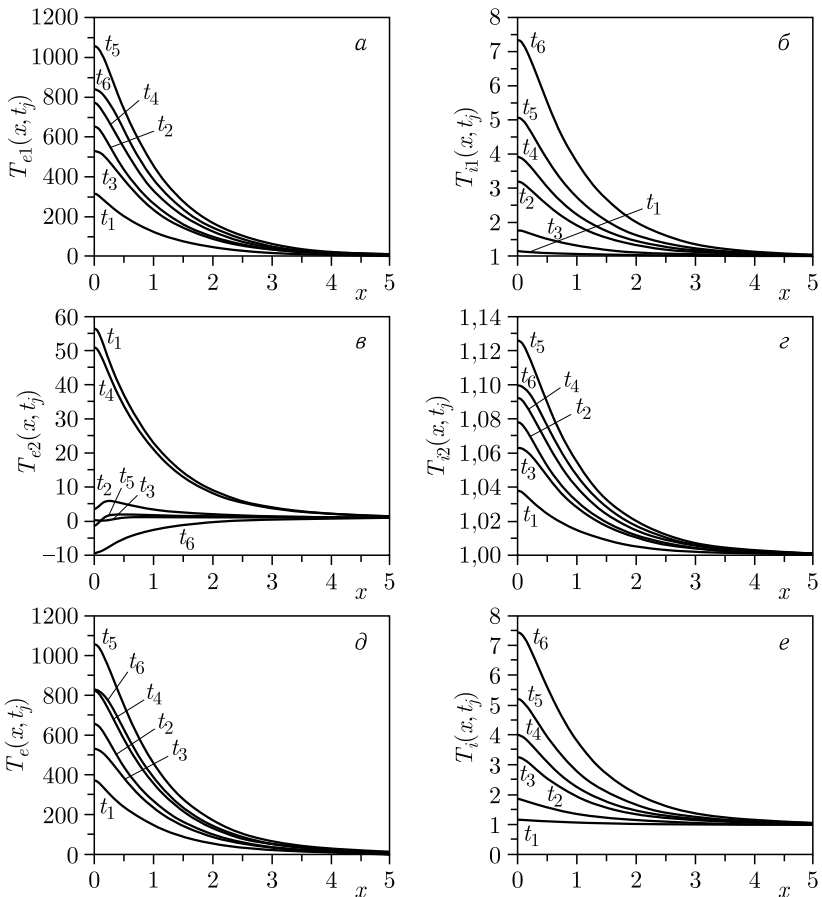 1200
1000
800
600
400
200
0
0 1 2 3 4 5
x
T_{e1}(x, t_j)
а
t_5
t_6
t_4
t_2
t_3
t_1
8
7
6
5
4
3
2
1
0 1 2 3 4 5
x
T_{i1}(x, t_j)
б
t_6
t_5
t_4
t_2
t_1
t_3
60
50
40
30
20
10
0
–10
0 1 2 3 4 5
x
T_{e2}(x, t_j)
в
t_1
t_4
t_2
t_5
t_3
t_6
1,14
1,12
1,10
1,08
1,06
1,04
1,02
1,00
0 1 2 3 4 5
x
T_{i2}(x, t_j)
г
t_5
t_6
t_4
t_2
t_3
t_1
1200
1000
800
600
400
200
0
0 1 2 3 4 5
x
T_e(x, t_j)
д
t_5
t_6
t_4
t_2
t_3
t_1
8
7
6
5
4
3
2
1
0
0 1 2 3 4 5
x
T_i(x, t_j)
е
t_6
t_5
t_4
t_3
t_2
t_1